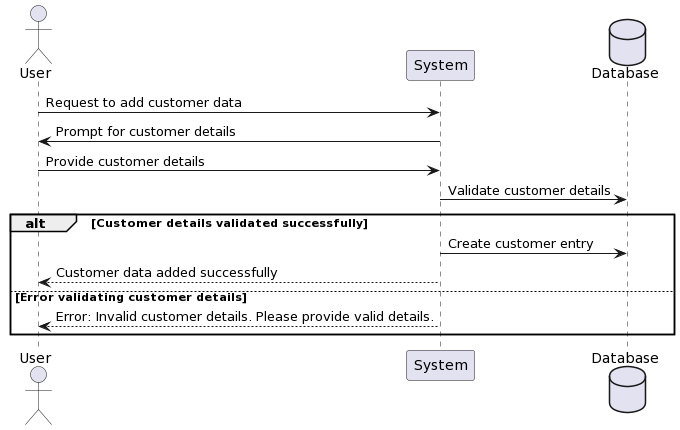 User
System
Database
Request to add customer data
Prompt for customer details
Provide customer details
Validate customer details
alt
[Customer details validated successfully]
Create customer entry
Customer data added successfully
[Error validating customer details]
Error: Invalid customer details. Please provide valid details.
User
System
Database